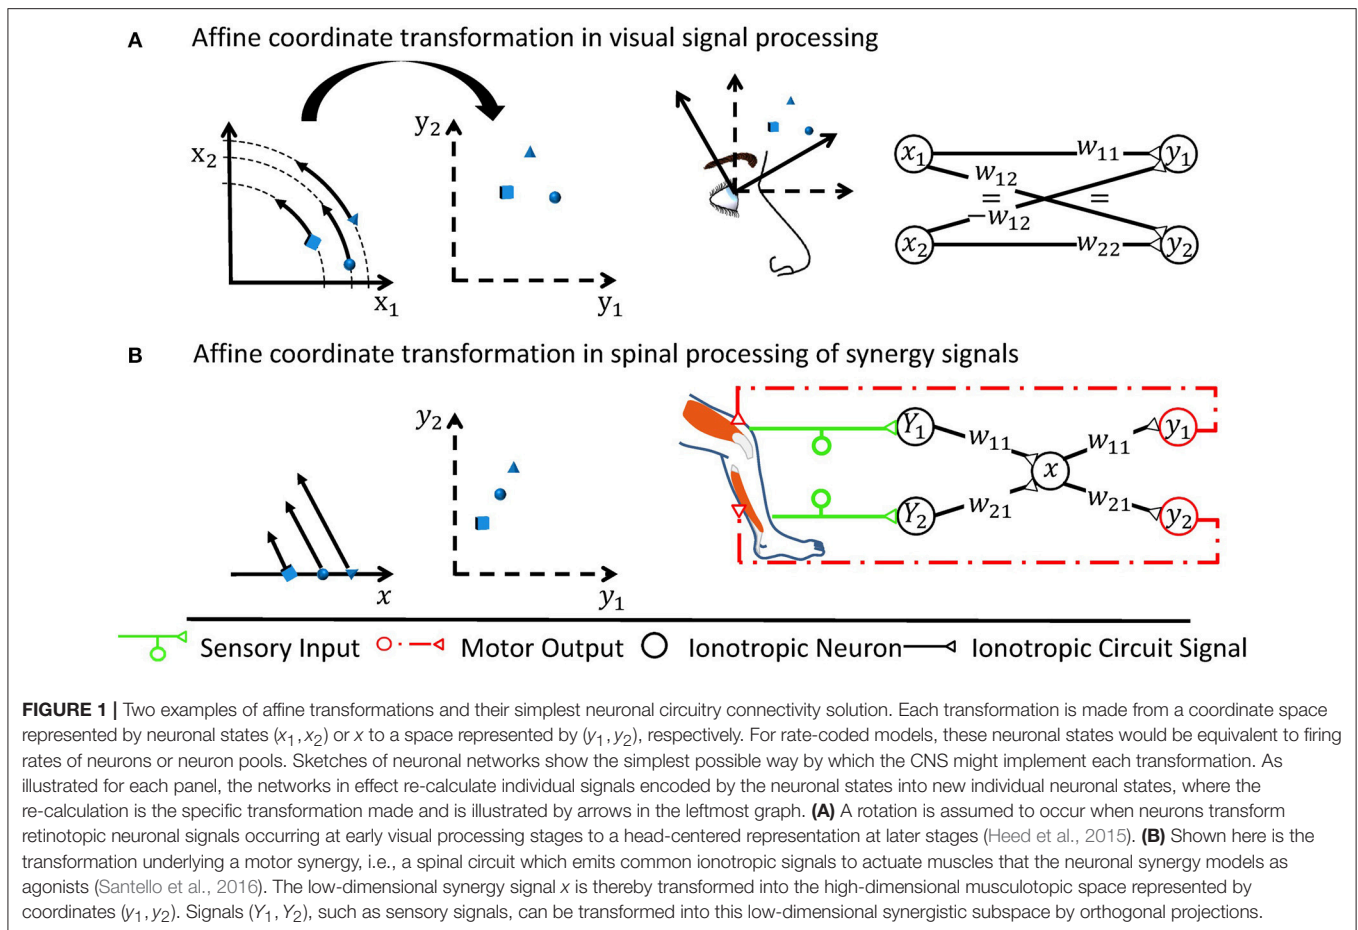 A Affine coordinate transformation in visual signal processing
x₂
x₁
y₂
y₁
x₁
x₂
w₁₁
w₁₂
=
=
−w₁₂
w₂₂
y₁
y₂
B Affine coordinate transformation in spinal processing of synergy signals
x
y₂
y₁
Y₁
Y₂
w₁₁
w₂₁
x
w₁₁
w₂₁
y₁
y₂
Sensory Input Motor Output Ionotropic Neuron Ionotropic Circuit Signal
FIGURE 1 | Two examples of affine transformations and their simplest neuronal circuitry connectivity solution. Each transformation is made from a coordinate space
represented by neuronal states (x₁,x₂) or x to a space represented by (y₁,y₂), respectively. For rate-coded models, these neuronal states would be equivalent to firing
rates of neurons or neuron pools. Sketches of neuronal networks show the simplest possible way by which the CNS might implement each transformation. As
illustrated for each panel, the networks in effect re-calculate individual signals encoded by the neuronal states into new individual neuronal states, where the
re-calculation is the specific transformation made and is illustrated by arrows in the leftmost graph. (A) A rotation is assumed to occur when neurons transform
retinotopic neuronal signals occurring at early visual processing stages to a head-centered representation at later stages (Heed et al., 2015). (B) Shown here is the
transformation underlying a motor synergy, i.e., a spinal circuit which emits common ionotropic signals to actuate muscles that the neuronal synergy models as
agonists (Santello et al., 2016). The low-dimensional synergy signal x is thereby transformed into the high-dimensional musculotopic space represented by
coordinates (y₁,y₂). Signals (Y₁,Y₂), such as sensory signals, can be transformed into this low-dimensional synergistic subspace by orthogonal projections.